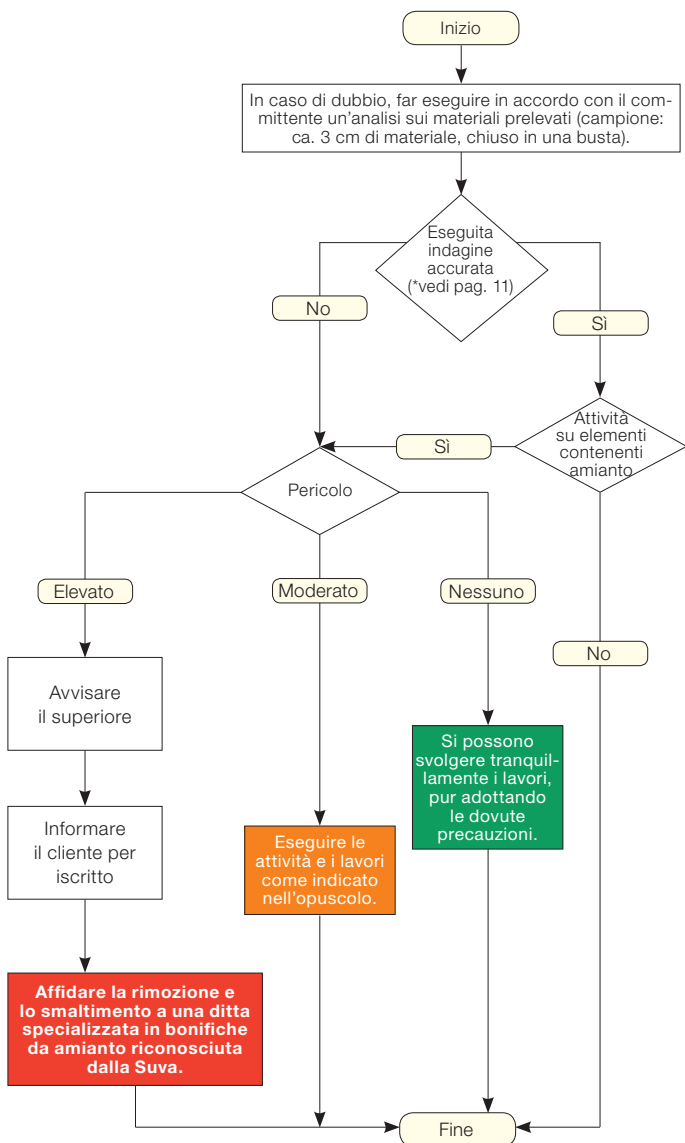 Inizio
In caso di dubbio, far eseguire in accordo con il com-
mittente un'analisi sui materiali prelevati (campione:
ca. 3 cm di materiale, chiuso in una busta).
Eseguita
indagine
accurata
(*vedi pag. 11)
No
Sì
Attività
su elementi
contenenti
amianto
Sì
Pericolo
Elevato
Moderato
Nessuno
No
Avvisare
il superiore
Si possono
svolgere tranquil-
lamente i lavori,
pur adottando
le dovute
precauzioni.
Informare
il cliente per
iscritto
Eseguire le
attività e i lavori
come indicato
nell'opuscolo.
Affidare la rimozione e
lo smaltimento a una ditta
specializzata in bonifiche
da amianto riconosciuta
dalla Suva.
Fine